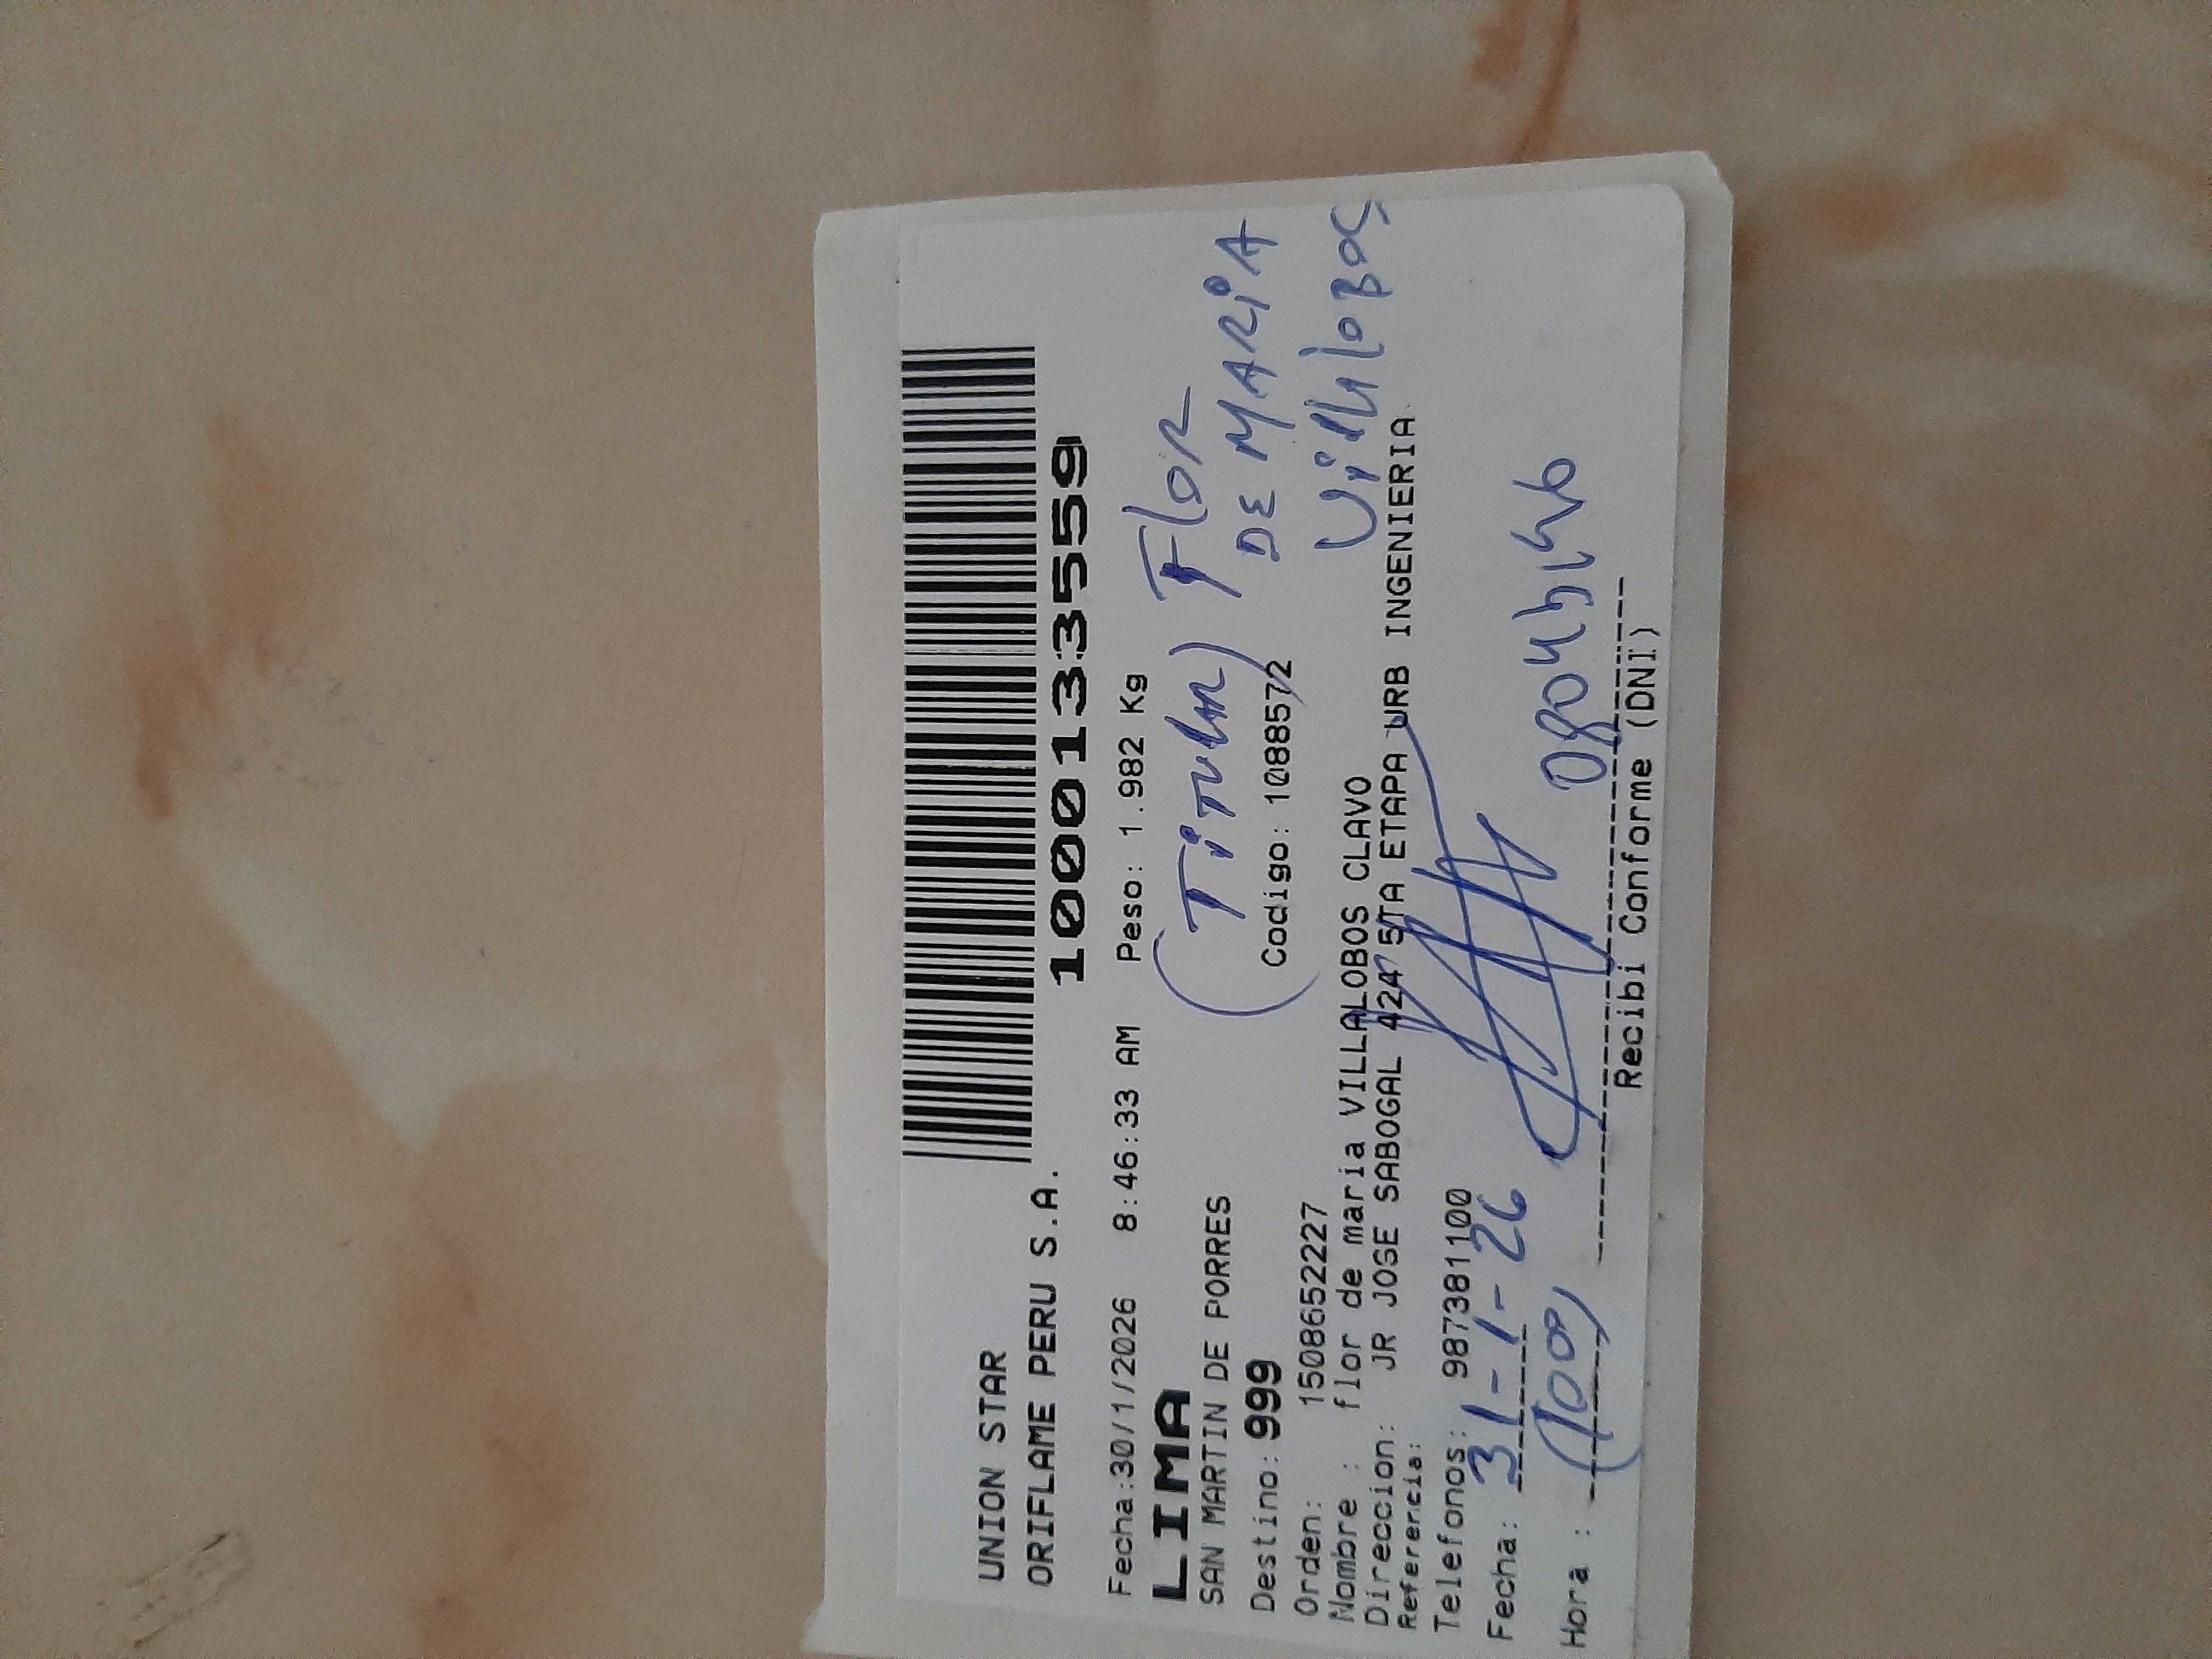 UNION STAR
ORIFLAME PERU S.A.
10001333559
Fecha:30/1/2026 8:46:33 AM Peso: 1.982 Kg
LIMA
(TiTulAR) Flor
SAN MARTIN DE PORRES
DE MARiA
Destino:999 Codigo: 1088572
Villalobos
Orden: 1508652227
Nombre : flor de maria VILLALOBOS CLAVO
Direccion: JR JOSE SABOGAL 424 5TA ETAPA URB INGENIERIA
Referencia:
Telefonos: 987381100
Fecha: 31-1-26
Hora :
Recibi Conforme (DNI)